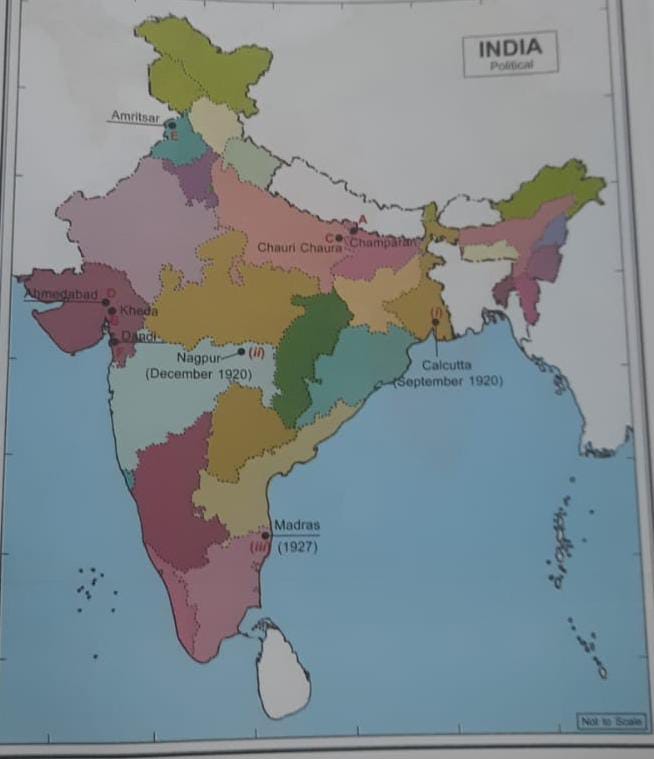 INDIA
Political
Amritsar
E
A
C
Chauri Chaura
Champaran
Ahmedabad
D
Kheda
B
Dandi
F
(i)
Nagpur
(ii)
(December 1920)
Calcutta
(September 1920)
Madras
(iii)
(1927)
Not to Scale